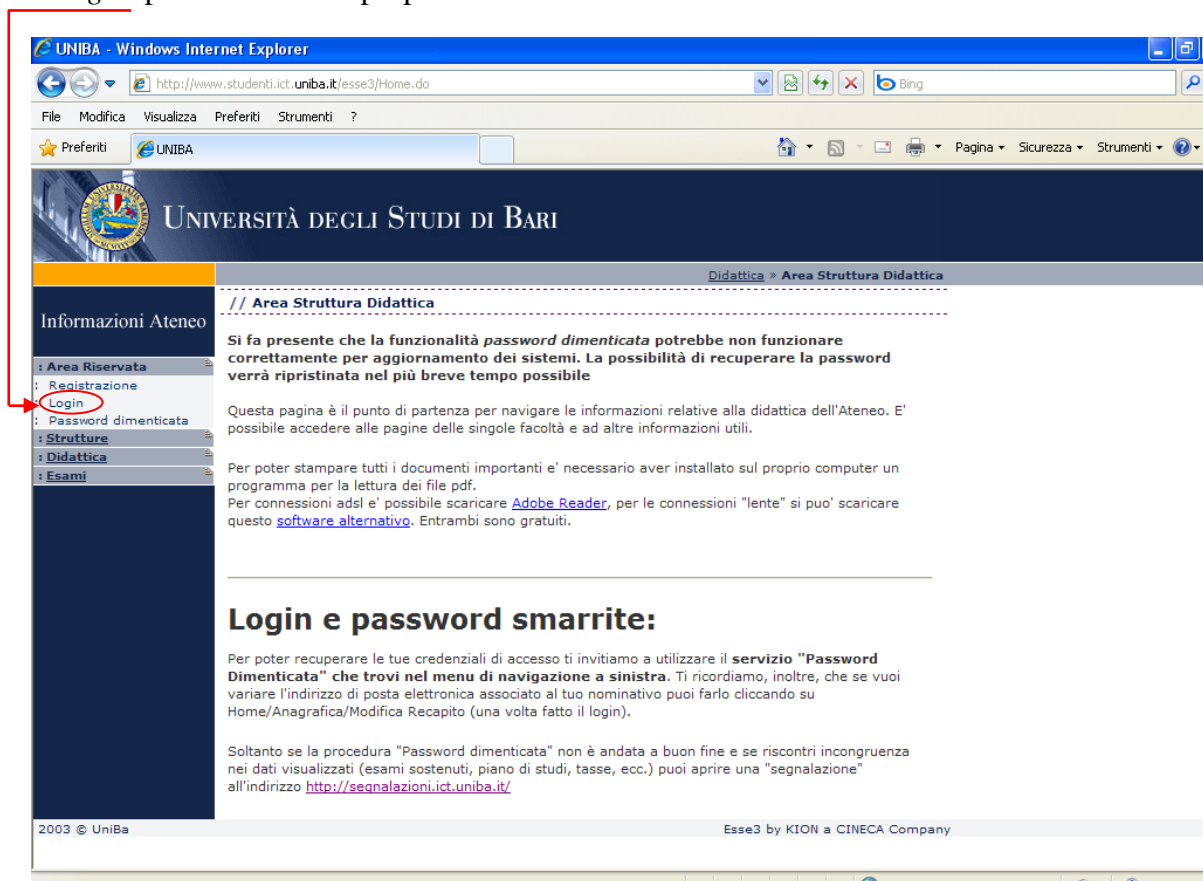 UNIBA - Windows Internet Explorer
http://www.studenti.ict.uniba.it/esse3/Home.do
Bing
File Modifica Visualizza Preferiti Strumenti ?
Preferiti UNIBA Pagina Sicurezza Strumenti
UNIVERSITÀ DEGLI STUDI DI BARI
Didattica » Area Struttura Didattica
Informazioni Ateneo
: Area Riservata
: Registrazione
: Login
: Password dimenticata
: Strutture
: Didattica
: Esami
// Area Struttura Didattica
Si fa presente che la funzionalità password dimenticata potrebbe non funzionare
correttamente per aggiornamento dei sistemi. La possibilità di recuperare la password
verrà ripristinata nel più breve tempo possibile
Questa pagina è il punto di partenza per navigare le informazioni relative alla didattica dell'Ateneo. E'
possibile accedere alle pagine delle singole facoltà e ad altre informazioni utili.
Per poter stampare tutti i documenti importanti e' necessario aver installato sul proprio computer un
programma per la lettura dei file pdf.
Per connessioni adsl e' possibile scaricare Adobe Reader, per le connessioni "lente" si puo' scaricare
questo software alternativo. Entrambi sono gratuiti.
Login e password smarrite:
Per poter recuperare le tue credenziali di accesso ti invitiamo a utilizzare il servizio "Password
Dimenticata" che trovi nel menu di navigazione a sinistra. Ti ricordiamo, inoltre, che se vuoi
variare l'indirizzo di posta elettronica associato al tuo nominativo puoi farlo cliccando su
Home/Anagrafica/Modifica Recapito (una volta fatto il login).
Soltanto se la procedura "Password dimenticata" non è andata a buon fine e se riscontri incongruenza
nei dati visualizzati (esami sostenuti, piano di studi, tasse, ecc.) puoi aprire una "segnalazione"
all'indirizzo http://segnalazioni.ict.uniba.it/
2003 © UniBa Esse3 by KION a CINECA Company